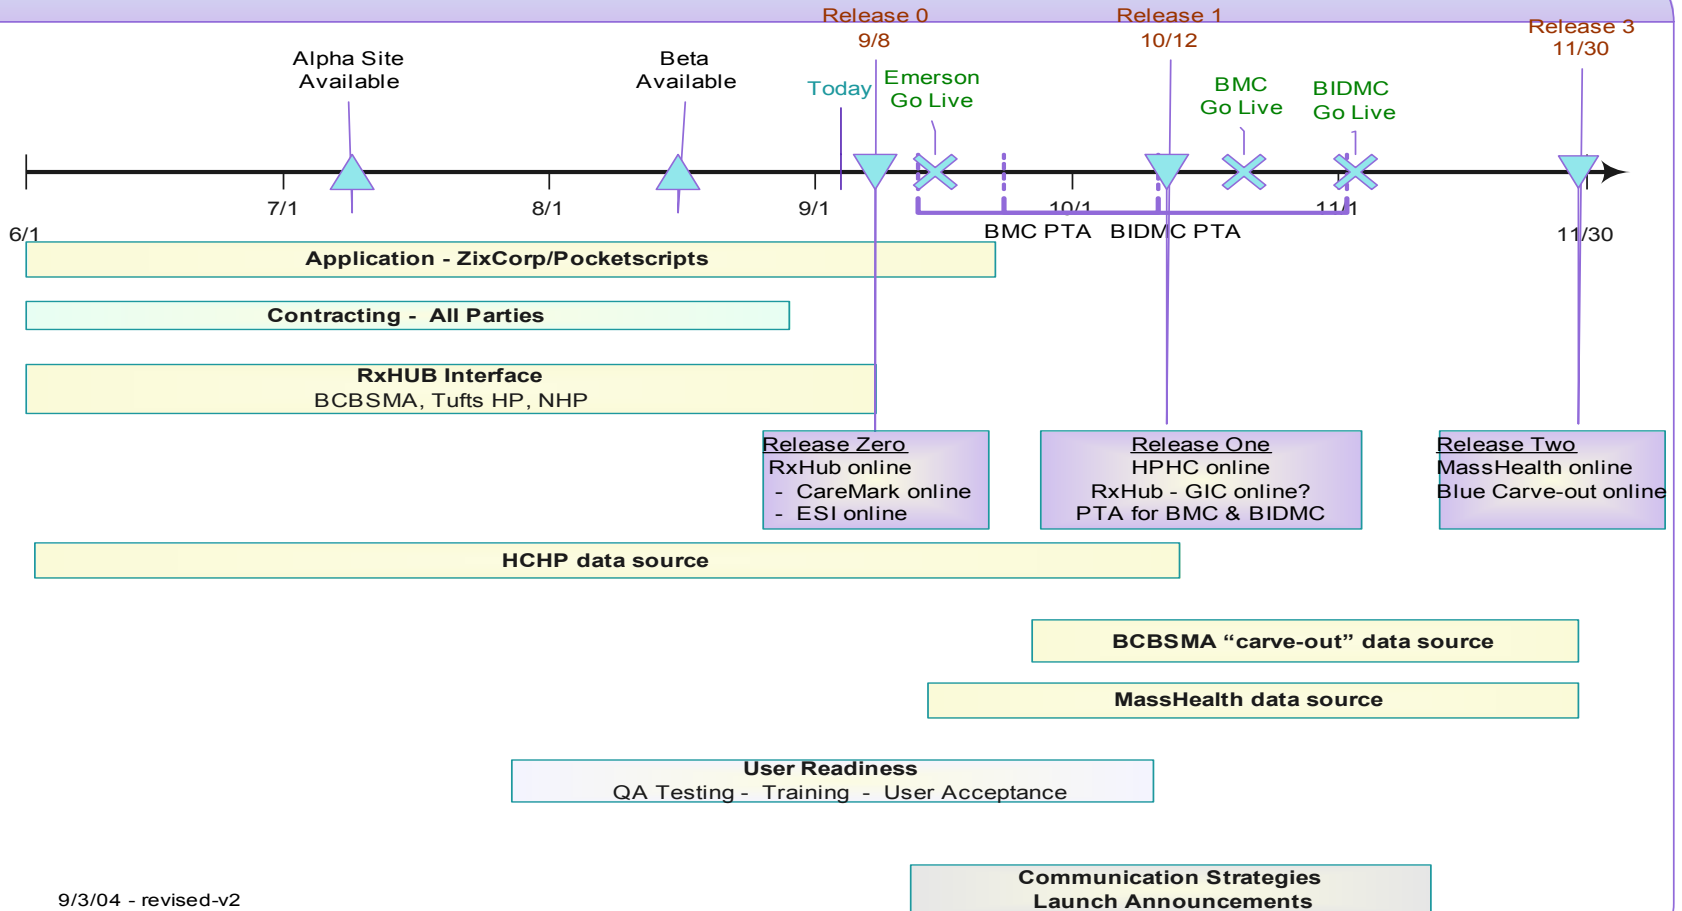 Release 0
9/8
Release 1
10/12
Release 3
11/30
Alpha Site
Available
Beta
Available
Today
Emerson
Go Live
BMC
Go Live
BIDMC
Go Live
6/1
7/1
8/1
9/1
10/1
11/1
11/30
BMC PTA
BIDMC PTA
Application - ZixCorp/Pocketscripts
Contracting - All Parties
RxHUB Interface
BCBSMA, Tufts HP, NHP
Release Zero
RxHub online
- CareMark online
- ESI online
Release One
HPHC online
RxHub - GIC online?
PTA for BMC & BIDMC
Release Two
MassHealth online
Blue Carve-out online
HCHP data source
BCBSMA “carve-out” data source
MassHealth data source
User Readiness
QA Testing - Training - User Acceptance
Communication Strategies
Launch Announcements
9/3/04 - revised-v2